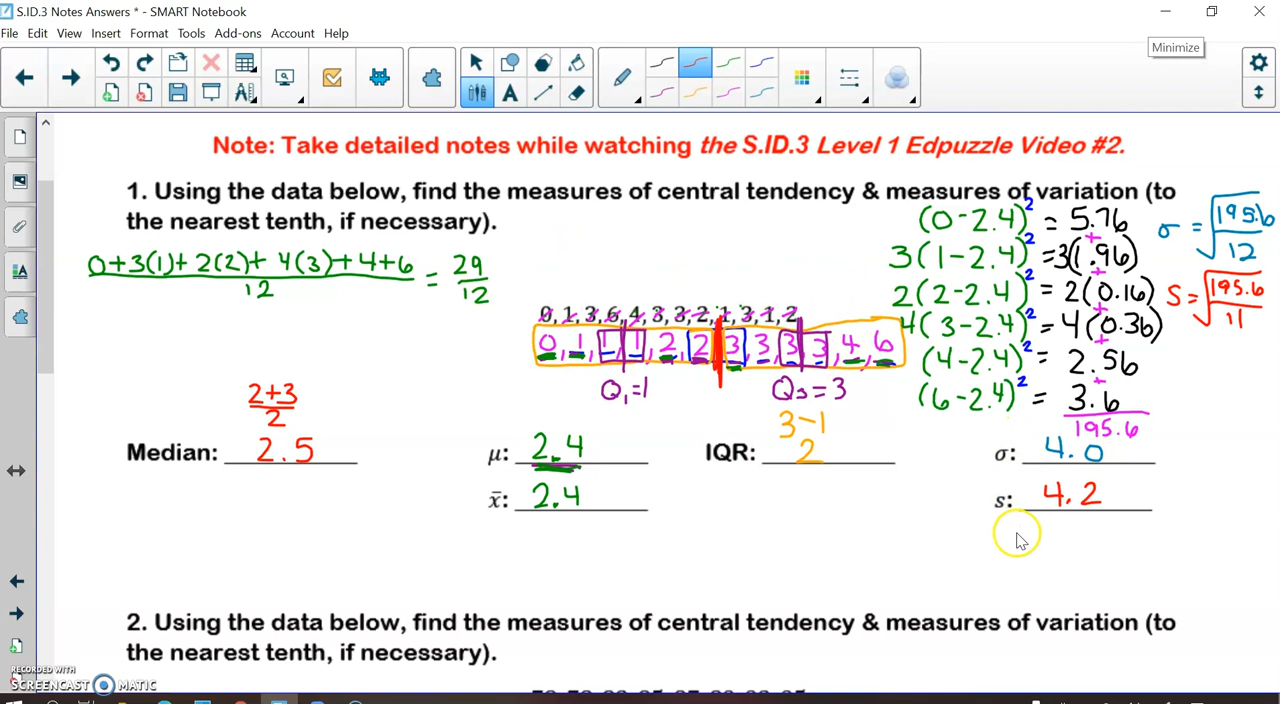 S.ID.3 Notes Answers * - SMART Notebook
File Edit View Insert Format Tools Add-ons Account Help
Minimize
Note: Take detailed notes while watching the S.ID.3 Level 1 Edpuzzle Video #2.
1. Using the data below, find the measures of central tendency & measures of variation (to
the nearest tenth, if necessary).
0+3(1)+2(2)+4(3)+4+6 / 12 = 29 / 12
0, 1, 3, 6, 4, 3, 3, 2, 1, 3, 1, 2
0, 1, 1, 1, 2, 2, 3, 3, 3, 3, 4, 6
Q₁=1
Q₃=3
(0-2.4)² = 5.76
3(1-2.4)² = 3(1.96)
2(2-2.4)² = 2(0.16)
4(3-2.4)² = 4(0.36)
(4-2.4)² = 2.56
(6-2.4)² = 3.6
195.6
σ = √195.6 / 12
S = √195.6 / 11
2+3 / 2
Median: 2.5
μ: 2.4
x̄: 2.4
3-1
IQR: 2
σ: 4.0
s: 4.2
2. Using the data below, find the measures of central tendency & measures of variation (to
the nearest tenth, if necessary).
RECORDED WITH
SCREENCAST MATIC